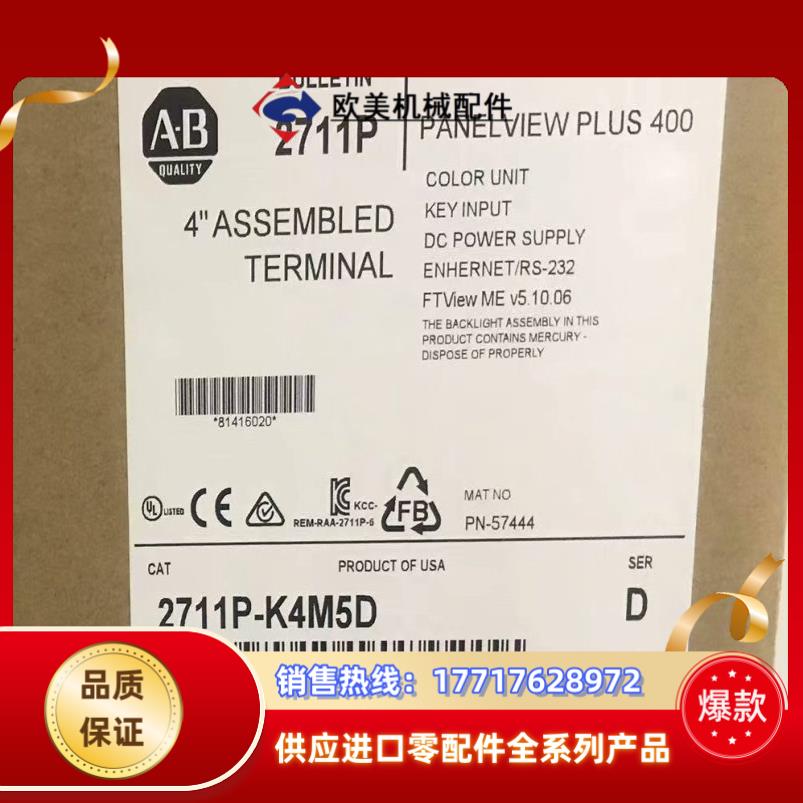 BULLETIN
欧美机械配件
2711P
PANELVIEW PLUS 400
A-B
QUALITY
4" ASSEMBLED
TERMINAL
COLOR UNIT
KEY INPUT
DC POWER SUPPLY
ENHERNET/RS-232
FTView ME v5.10.06
THE BACKLIGHT ASSEMBLY IN THIS
PRODUCT CONTAINS MERCURY -
DISPOSE OF PROPERLY
*81416020*
UL LISTED
CE
KCC-
REM-RAA-2711P-6
FB
MAT NO
PN-57444
CAT
PRODUCT OF USA
SER
2711P-K4M5D
D
品质
保证
销售热线：17717628972
供应进口零配件全系列产品
爆款